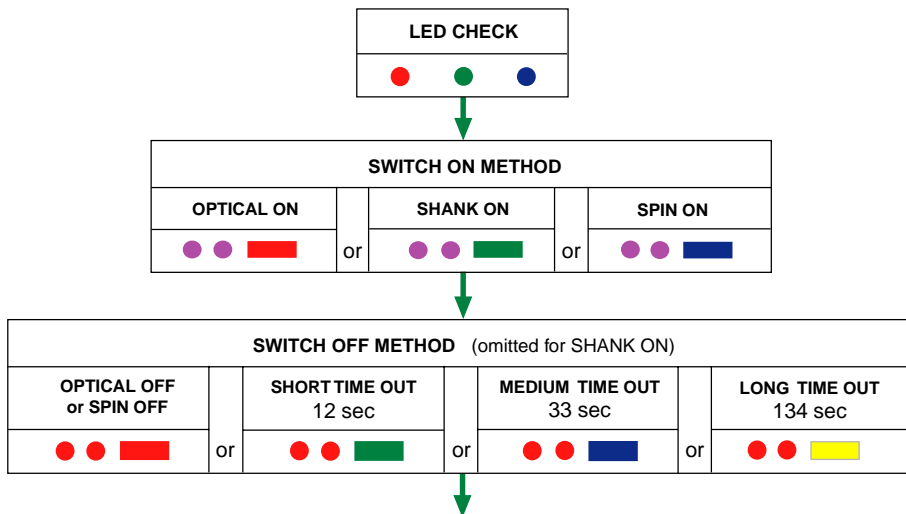 LED CHECK
SWITCH ON METHOD
OPTICAL ON
or
SHANK ON
or
SPIN ON
SWITCH OFF METHOD (omitted for SHANK ON)
OPTICAL OFF
or SPIN OFF
or
SHORT TIME OUT
12 sec
or
MEDIUM TIME OUT
33 sec
or
LONG TIME OUT
134 sec